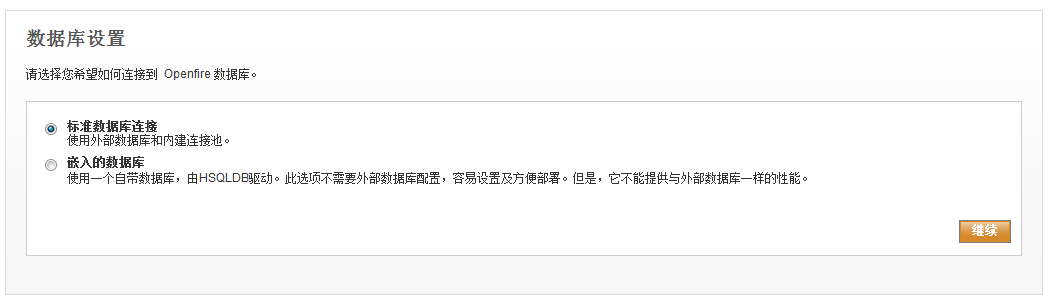 数据库设置
请选择您希望如何连接到 Openfire 数据库。
标准数据库连接
使用外部数据库和内建连接池。
嵌入的数据库
使用一个自带数据库，由HSQLDB驱动。此选项不需要外部数据库配置，容易设置及方便部署。但是，它不能提供与外部数据库一样的性能。
继续